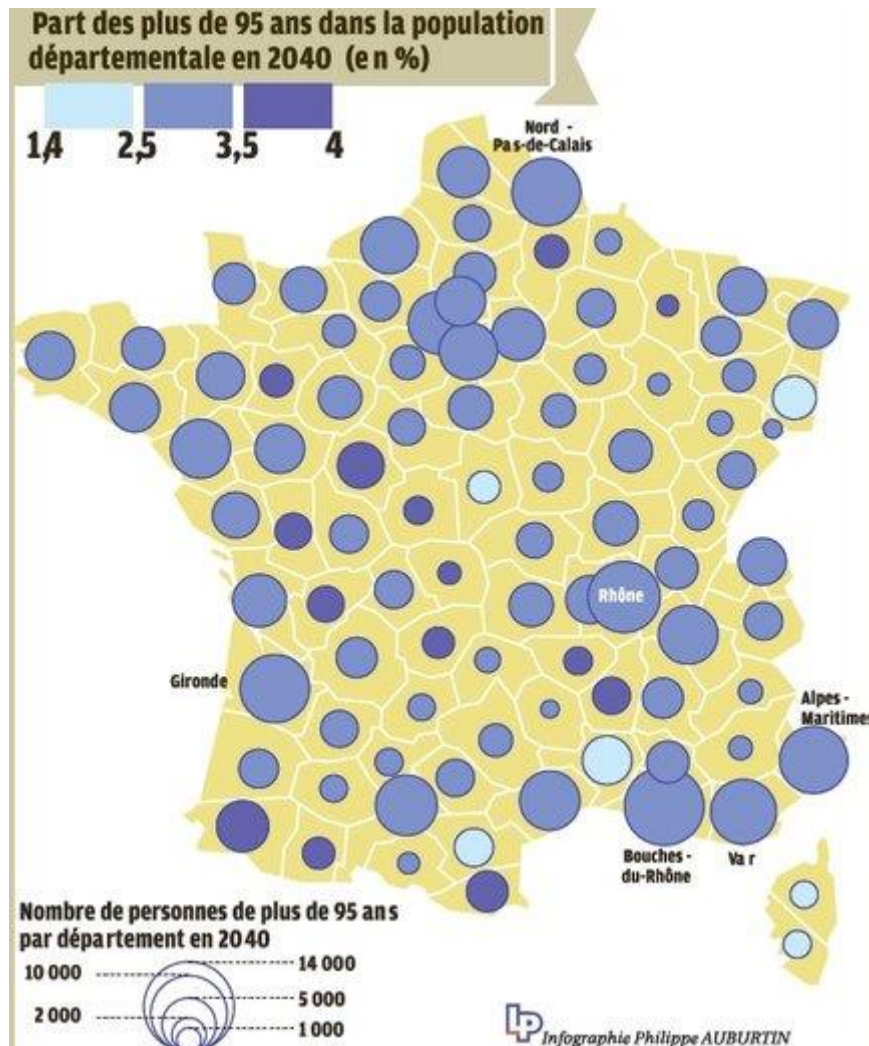 Part des plus de 95 ans dans la population
départementale en 2040 (e n %)
1,4 2,5 3,5 4
Nord -
Pas-de-Calais
Rhône
Gironde
Alpes -
Maritimes
Bouches -
du-Rhône
Va r
Nombre de personnes de plus de 95 ans
par département en 2040
14 000
10 000
5 000
2 000
1 000
LP Infographie Philippe AUBURTIN